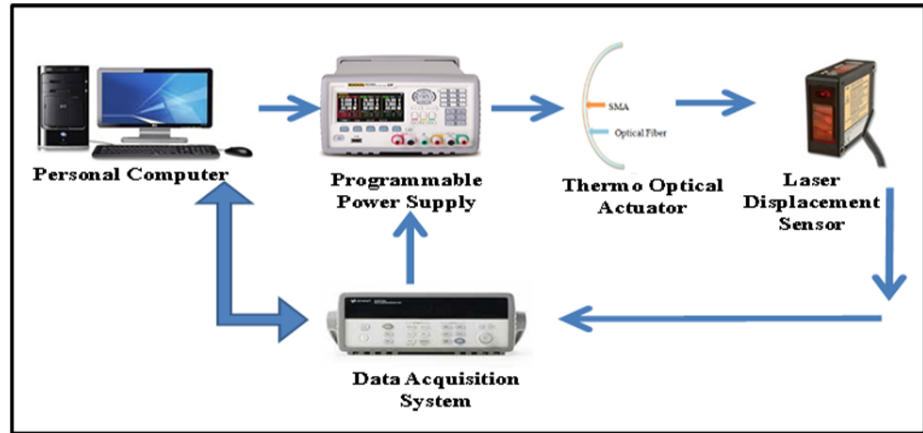 SMA
Optical Fiber
Personal Computer
Programmable
Power Supply
Thermo Optical
Actuator
Laser
Displacement
Sensor
Data Acquisition
System